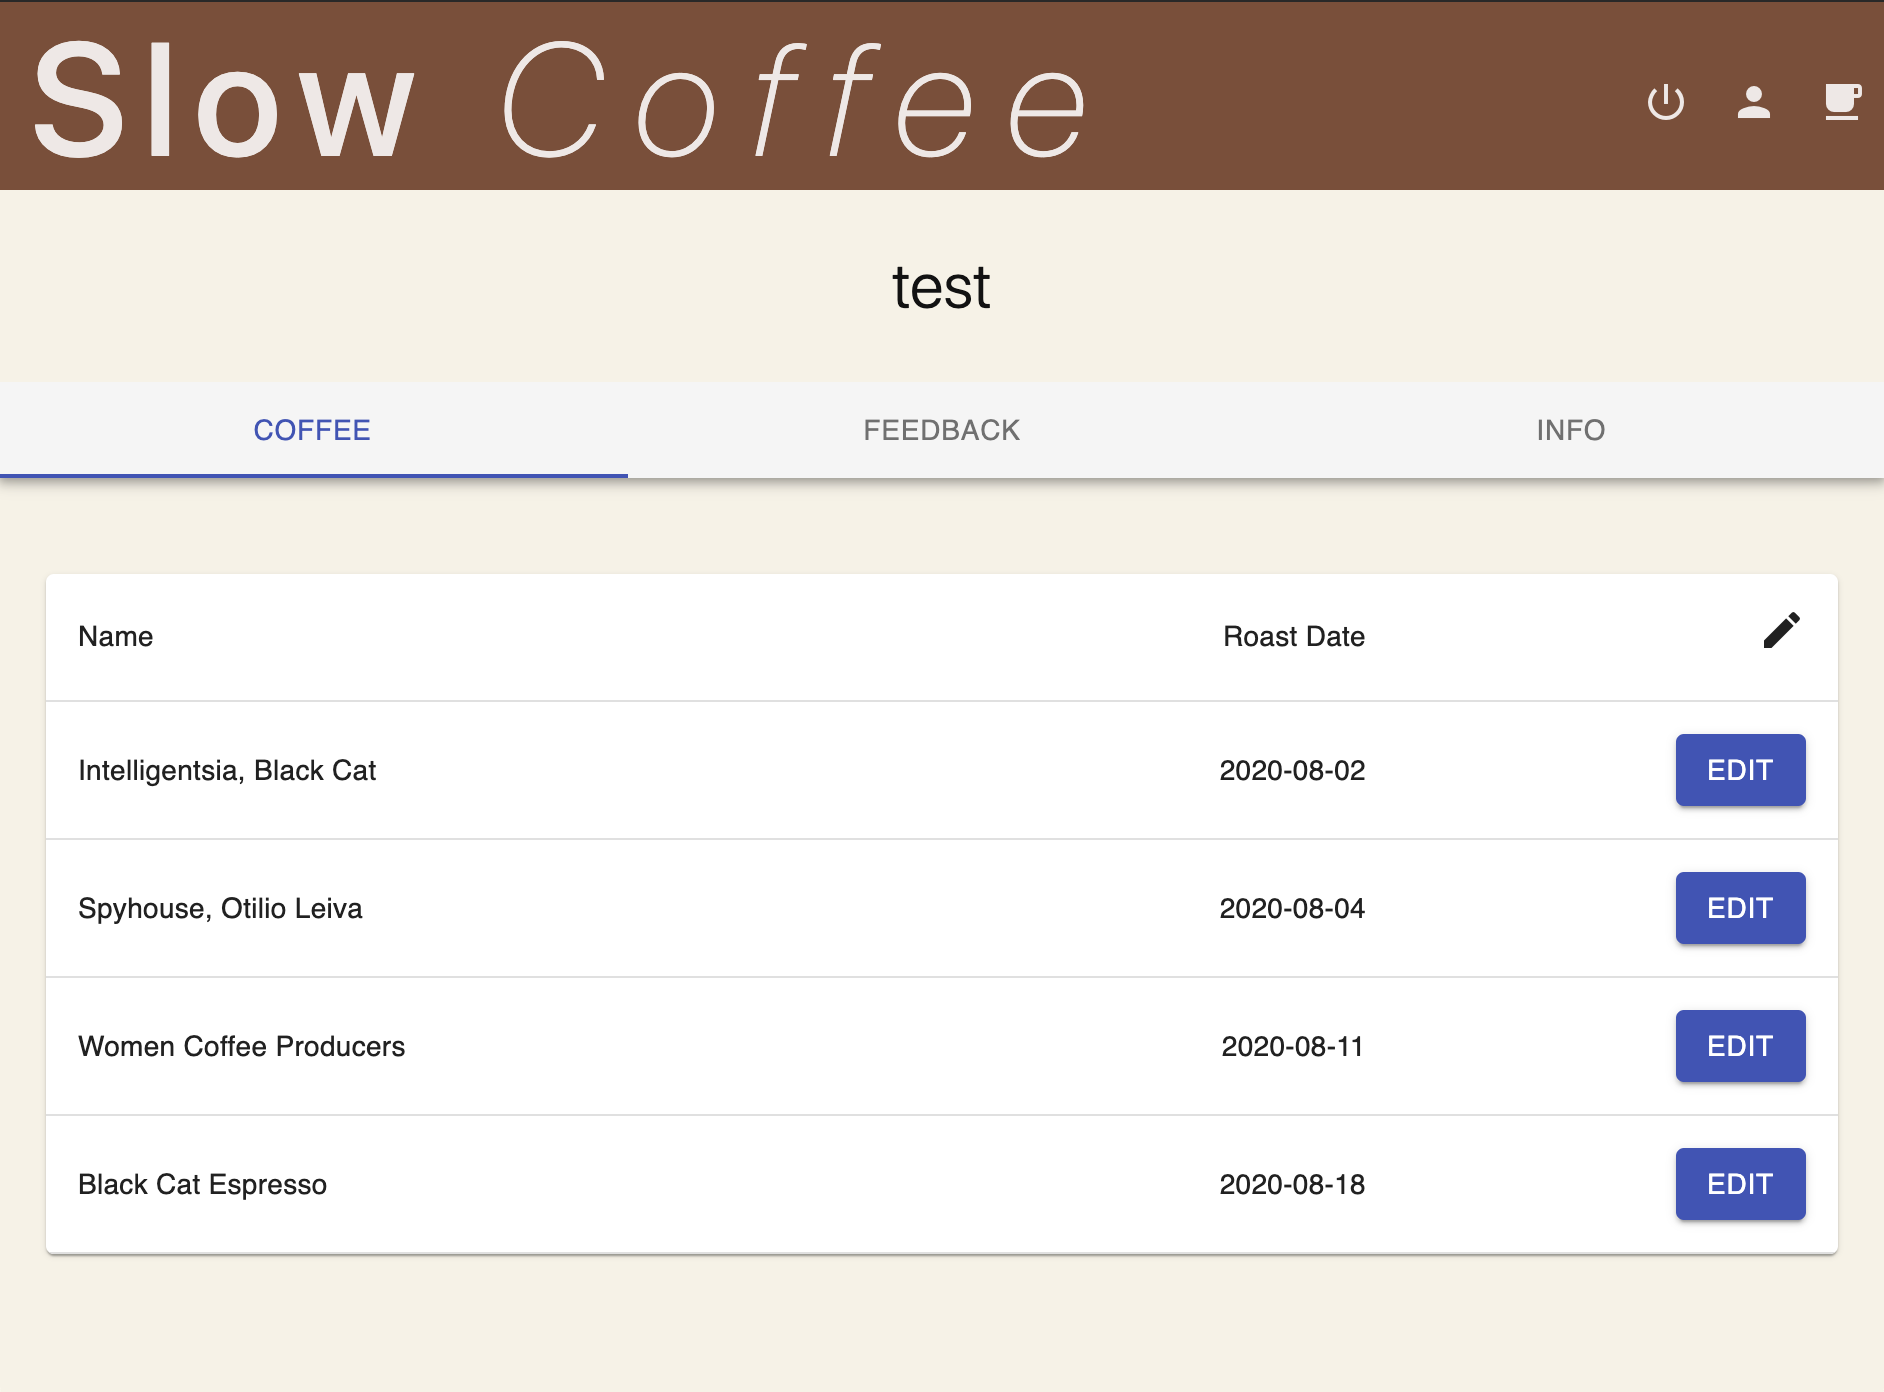 Slow Coffee
test
COFFEE FEEDBACK INFO
Name Roast Date
Intelligentsia, Black Cat 2020-08-02 EDIT
Spyhouse, Otilio Leiva 2020-08-04 EDIT
Women Coffee Producers 2020-08-11 EDIT
Black Cat Espresso 2020-08-18 EDIT